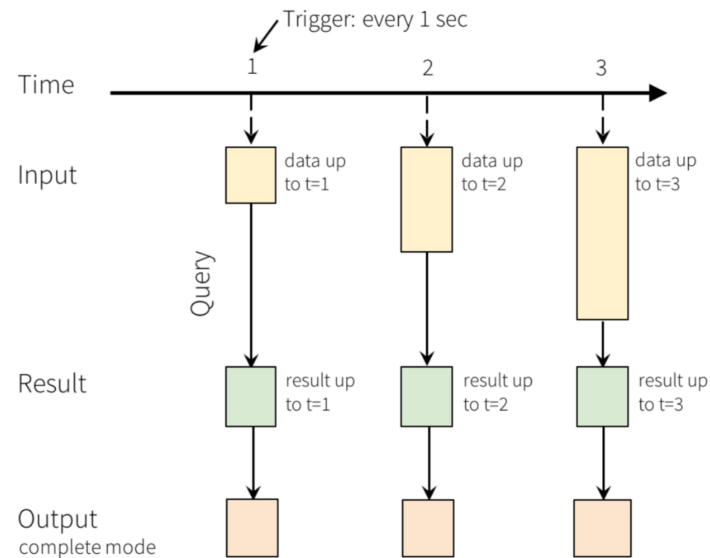 Trigger: every 1 sec
1
2
3
Time
Input
data up
to t=1
data up
to t=2
data up
to t=3
Query
Result
result up
to t=1
result up
to t=2
result up
to t=3
Output
complete mode